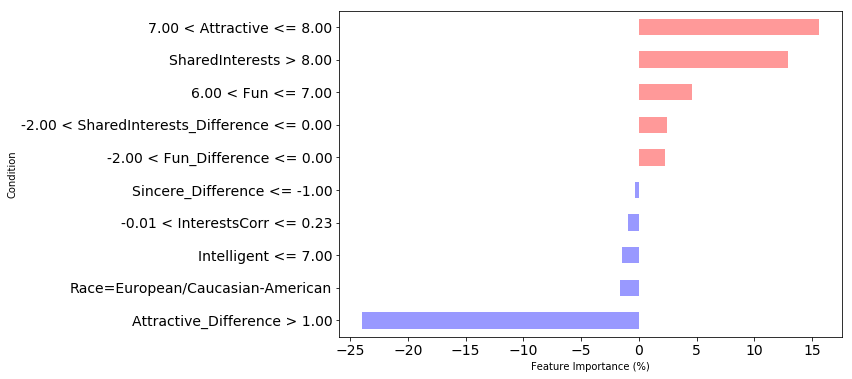 7.00 < Attractive <= 8.00
SharedInterests > 8.00
6.00 < Fun <= 7.00
-2.00 < SharedInterests_Difference <= 0.00
-2.00 < Fun_Difference <= 0.00
Sincere_Difference <= -1.00
-0.01 < InterestsCorr <= 0.23
Intelligent <= 7.00
Race=European/Caucasian-American
Attractive_Difference > 1.00
Condition
−25 −20 −15 −10 −5 0 5 10 15
Feature Importance (%)